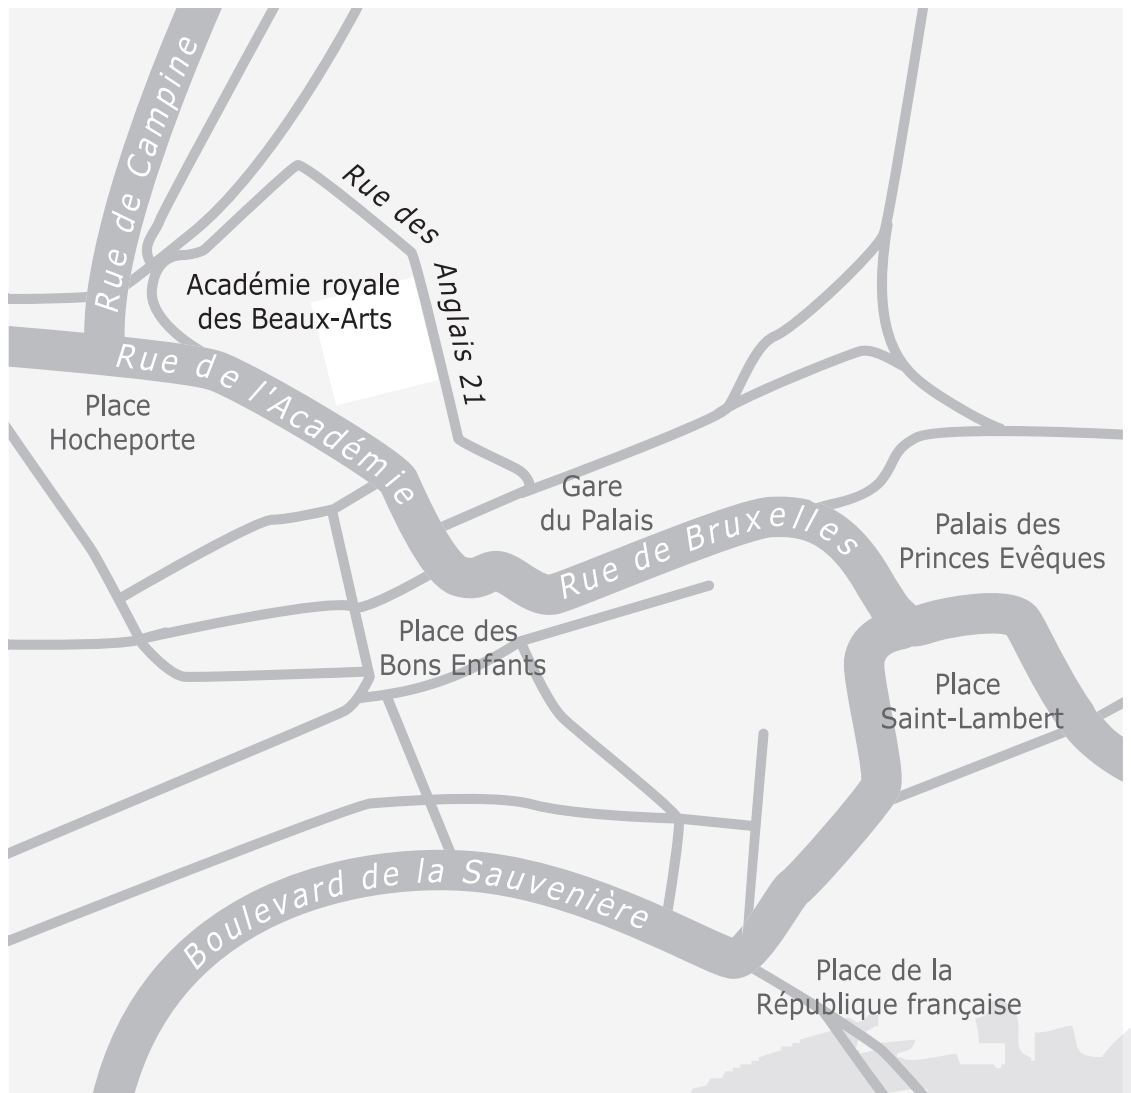 Rue de Campine
Rue des Anglais 21
Académie royale
des Beaux-Arts
Rue de l'Académie
Place
Hocheporte
Gare
du Palais
Rue de Bruxelles
Palais des
Princes Evêques
Place des
Bons Enfants
Place
Saint-Lambert
Boulevard de la Sauvenière
Place de la
République française